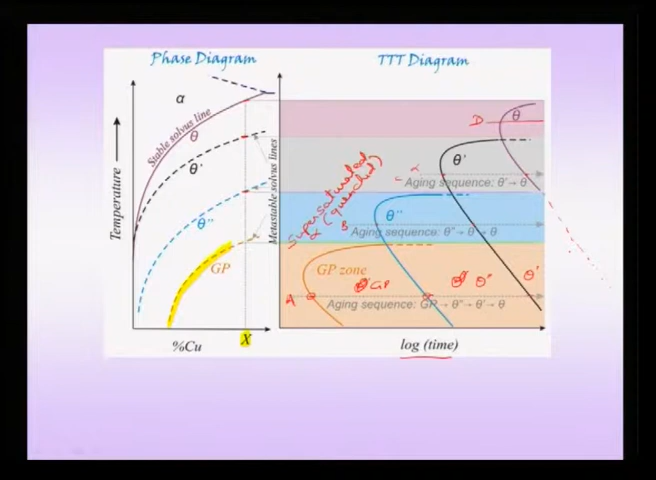 Phase Diagram
TTT Diagram
α
Stable solvus line
θ
θ'
θ''
GP
Metastable solvus lines
Temperature
%Cu
X
Supersaturated
α (quenched)
D
θ
θ'
Aging sequence: θ' → θ
θ''
B
Aging sequence: θ'' → θ' → θ
GP zone
A
GP
θ''
θ'
Aging sequence: GP → θ'' → θ' → θ
log (time)